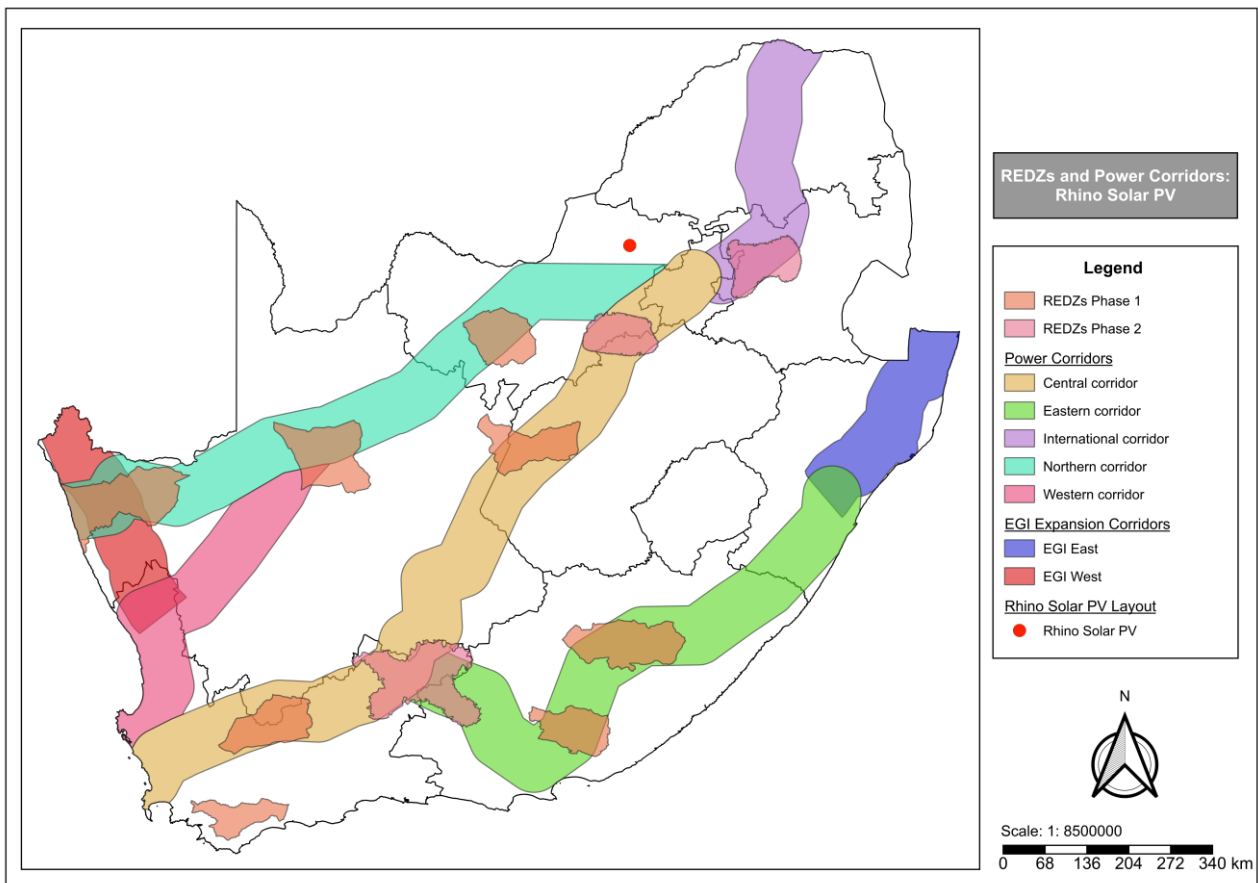 REDZs and Power Corridors:
Rhino Solar PV
Legend
REDZs Phase 1
REDZs Phase 2
Power Corridors
Central corridor
Eastern corridor
International corridor
Northern corridor
Western corridor
EGI Expansion Corridors
EGI East
EGI West
Rhino Solar PV Layout
Rhino Solar PV
N
Scale: 1: 8500000
0 68 136 204 272 340 km